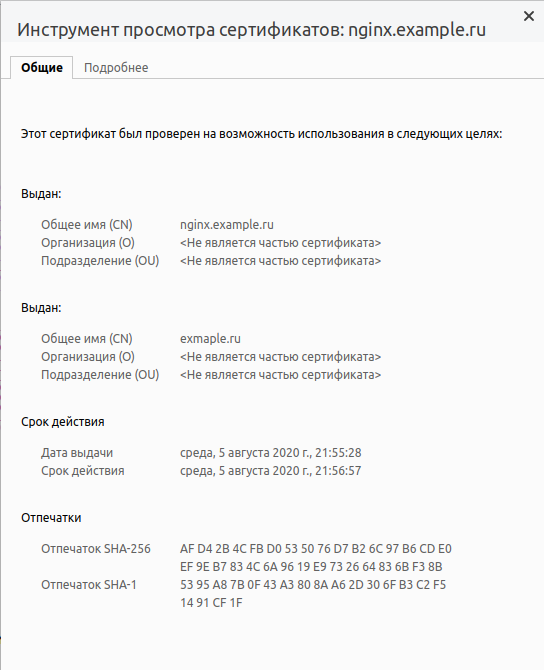 Инструмент просмотра сертификатов: nginx.example.ru
Общие Подробнее
Этот сертификат был проверен на возможность использования в следующих целях:
Выдан:
Общее имя (CN) nginx.example.ru
Организация (O) <Не является частью сертификата>
Подразделение (OU) <Не является частью сертификата>
Выдан:
Общее имя (CN) exmaple.ru
Организация (O) <Не является частью сертификата>
Подразделение (OU) <Не является частью сертификата>
Срок действия
Дата выдачи среда, 5 августа 2020 г., 21:55:28
Срок действия среда, 5 августа 2020 г., 21:56:57
Отпечатки
Отпечаток SHA-256 AF D4 2B 4C FB D0 53 50 76 D7 B2 6C 97 B6 CD E0
EF 9E B7 83 4C 6A 96 19 E9 73 26 64 83 6B F3 8B
Отпечаток SHA-1 53 95 A8 7B 0F 43 A3 80 8A A6 2D 30 6F B3 C2 F5
14 91 CF 1F